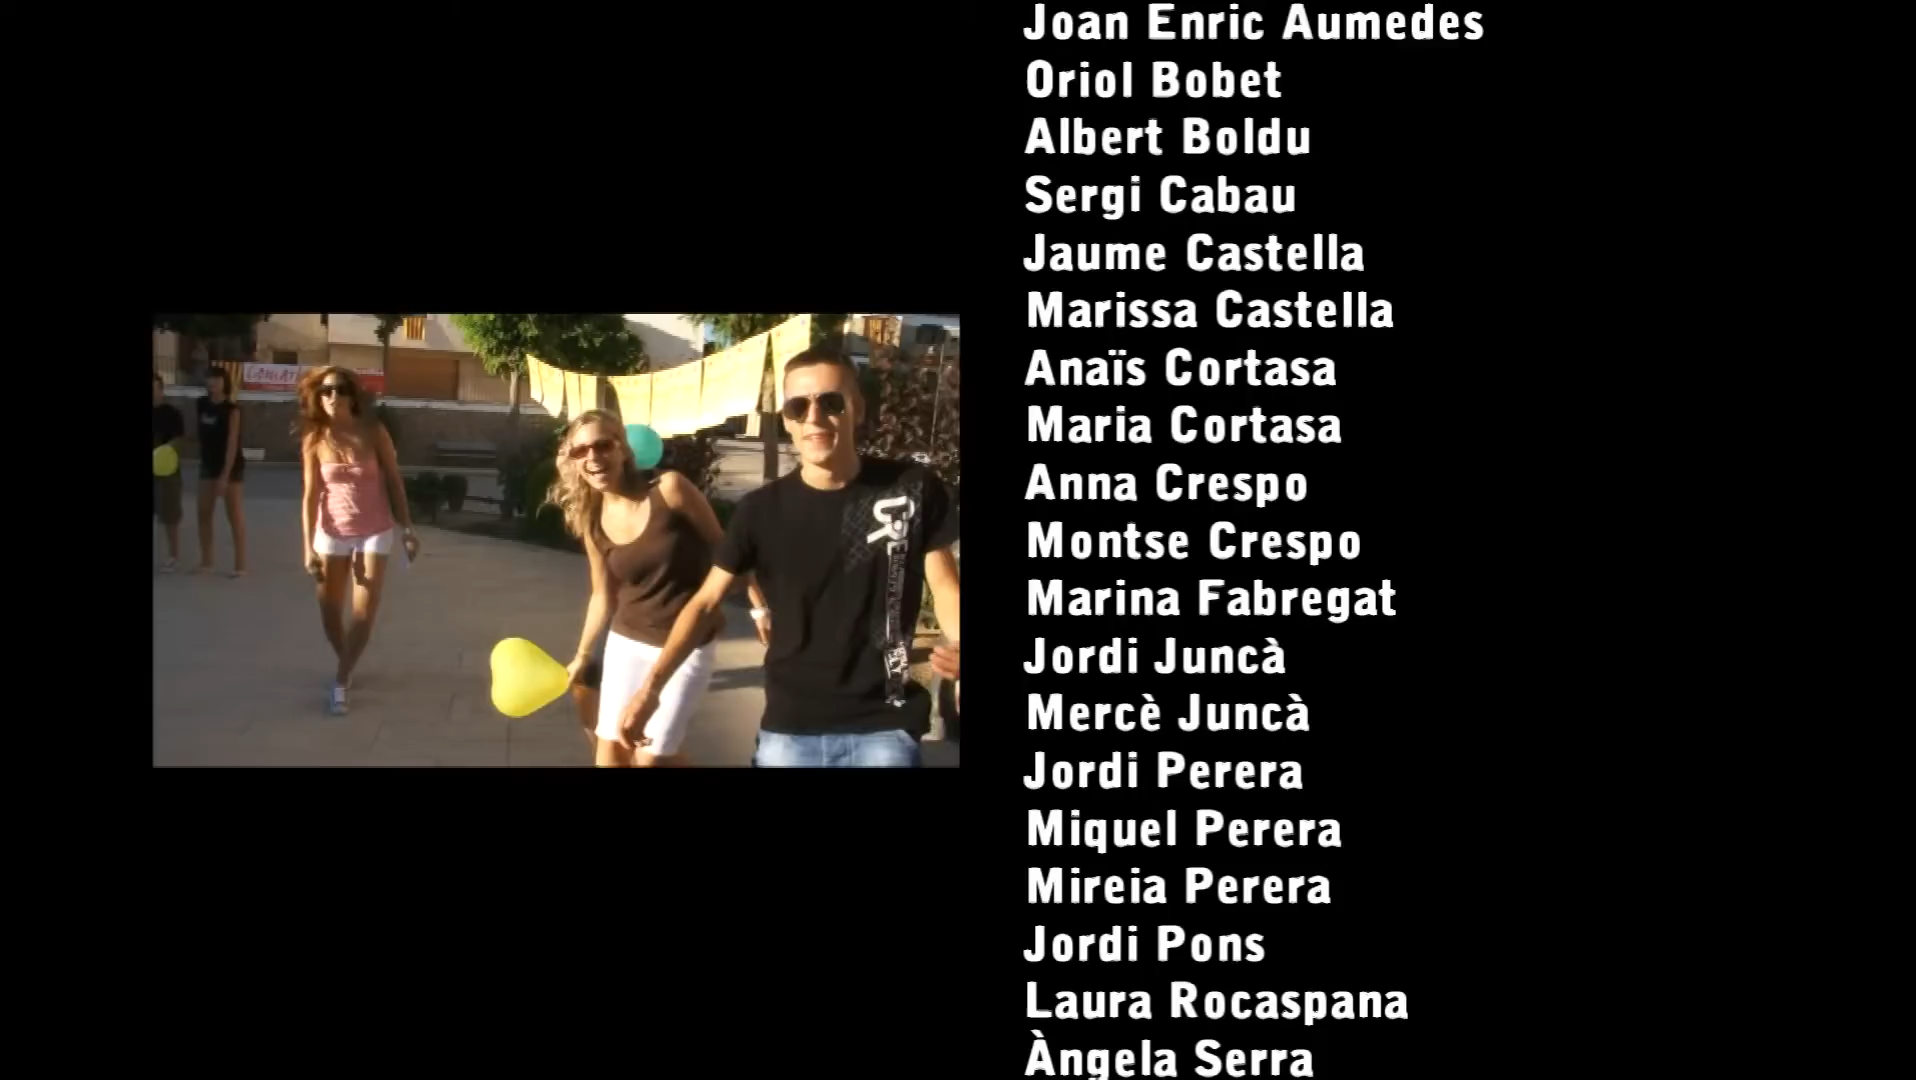 Joan Enric Aumedes
Oriol Bobet
Albert Boldu
Sergi Cabau
Jaume Castella
Marissa Castella
Anaïs Cortasa
Maria Cortasa
Anna Crespo
Montse Crespo
Marina Fabregat
Jordi Juncà
Mercè Juncà
Jordi Perera
Miquel Perera
Mireia Perera
Jordi Pons
Laura Rocaspana
Àngela Serra